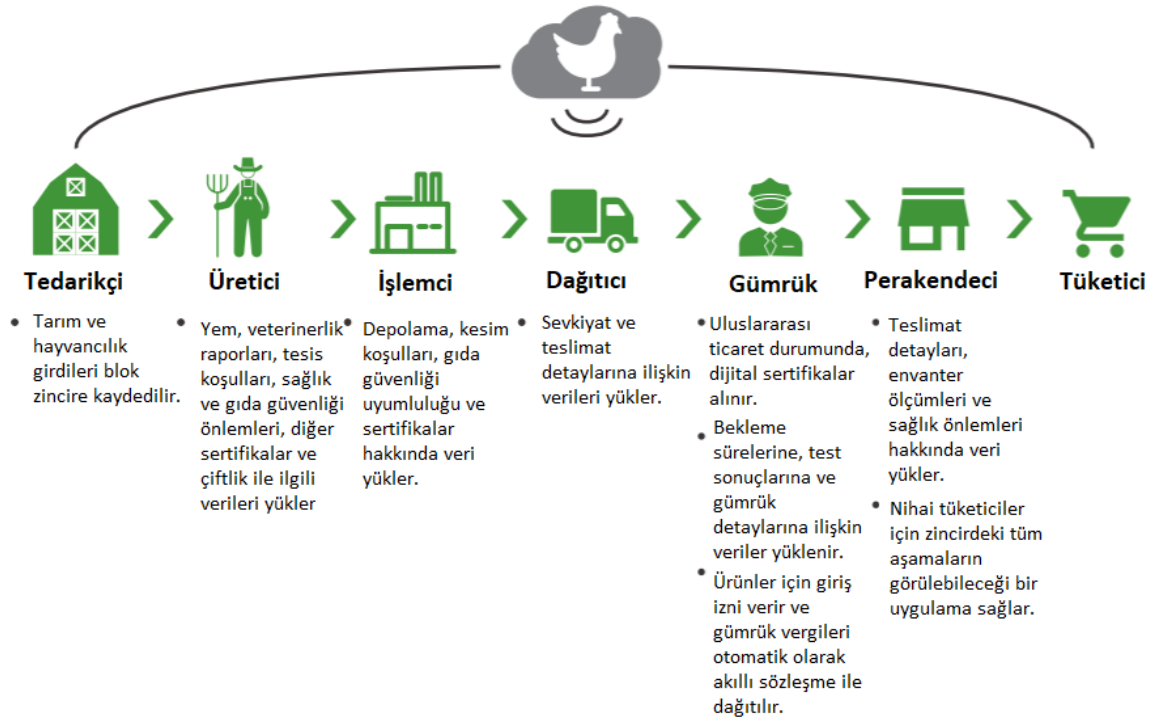 Tedarikçi
• Tarım ve
hayvancılık
girdileri blok
zincire kaydedilir.
Üretici
• Yem, veterinerlik
raporları, tesis
koşulları, sağlık
ve gıda güvenliği
önlemleri, diğer
sertifikalar ve
çiftlik ile ilgili
verileri yükler
İşlemci
• Depolama, kesim
koşulları, gıda
güvenliği
uyumluluğu ve
sertifikalar
hakkında veri
yükler.
Dağıtıcı
• Sevkiyat ve
teslimat
detaylarına ilişkin
verileri yükler.
Gümrük
• Uluslararası
ticaret durumunda,
dijital sertifikalar
alınır.
• Bekleme
sürelerine, test
sonuçlarına ve
gümrük
detaylarına ilişkin
veriler yüklenir.
• Ürünler için giriş
izni verir ve
gümrük vergileri
otomatik olarak
akıllı sözleşme ile
dağıtılır.
Perakendeci
• Teslimat
detayları,
envanter
ölçümleri ve
sağlık önlemleri
hakkında veri
yükler.
• Nihai tüketiciler
için zincirdeki tüm
aşamaların
görülebileceği bir
uygulama sağlar.
Tüketici